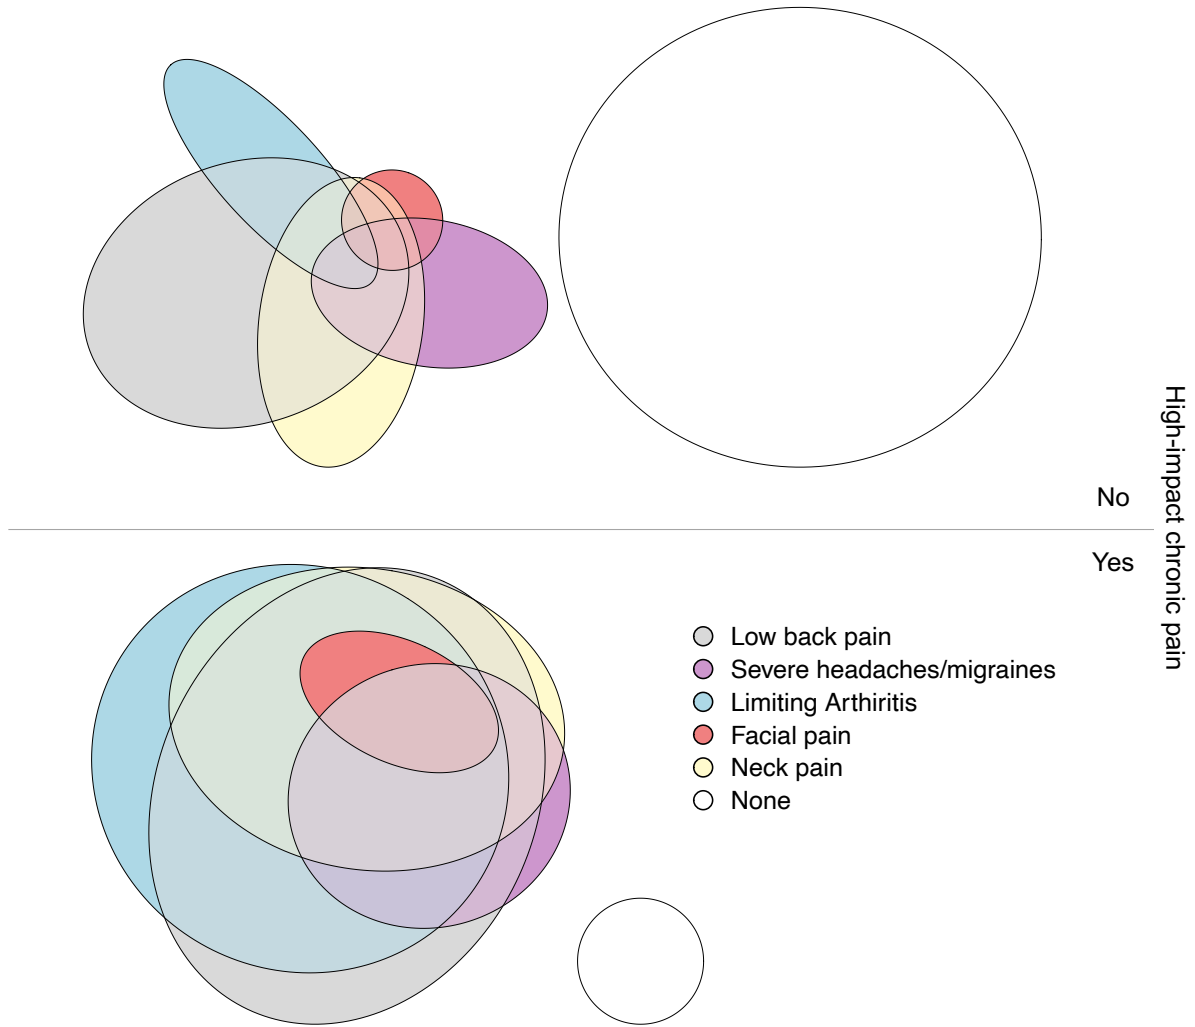 No
High-impact chronic pain
Yes
Low back pain
Severe headaches/migraines
Limiting Arthiritis
Facial pain
Neck pain
None